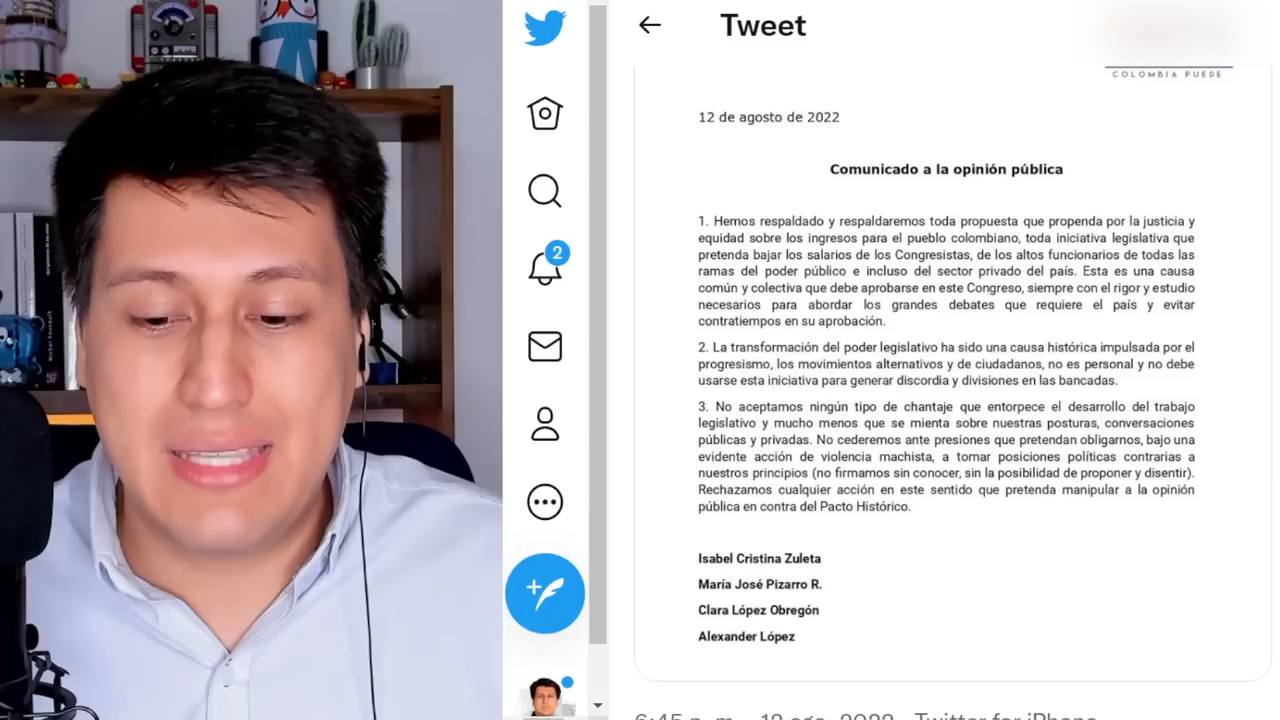 2
Tweet
COLOMBIA PUEDE
12 de agosto de 2022
Comunicado a la opinión pública
1. Hemos respaldado y respaldaremos toda propuesta que propenda por la justicia y
equidad sobre los ingresos para el pueblo colombiano, toda iniciativa legislativa que
pretenda bajar los salarios de los Congresistas, de los altos funcionarios de todas las
ramas del poder público e incluso del sector privado del país. Esta es una causa
común y colectiva que debe aprobarse en este Congreso, siempre con el rigor y estudio
necesarios para abordar los grandes debates que requiere el país y evitar
contratiempos en su aprobación.
2. La transformación del poder legislativo ha sido una causa histórica impulsada por el
progresismo, los movimientos alternativos y de ciudadanos, no es personal y no debe
usarse esta iniciativa para generar discordia y divisiones en las bancadas.
3. No aceptamos ningún tipo de chantaje que entorpece el desarrollo del trabajo
legislativo y mucho menos que se mienta sobre nuestras posturas, conversaciones
públicas y privadas. No cederemos ante presiones que pretendan obligarnos, bajo una
evidente acción de violencia machista, a tomar posiciones políticas contrarias a
nuestros principios (no firmamos sin conocer, sin la posibilidad de proponer y disentir).
Rechazamos cualquier acción en este sentido que pretenda manipular a la opinión
pública en contra del Pacto Histórico.
Isabel Cristina Zuleta
María José Pizarro R.
Clara López Obregón
Alexander López
6:45 p. m. · 12 ago. 2022 · Twitter for iPhone